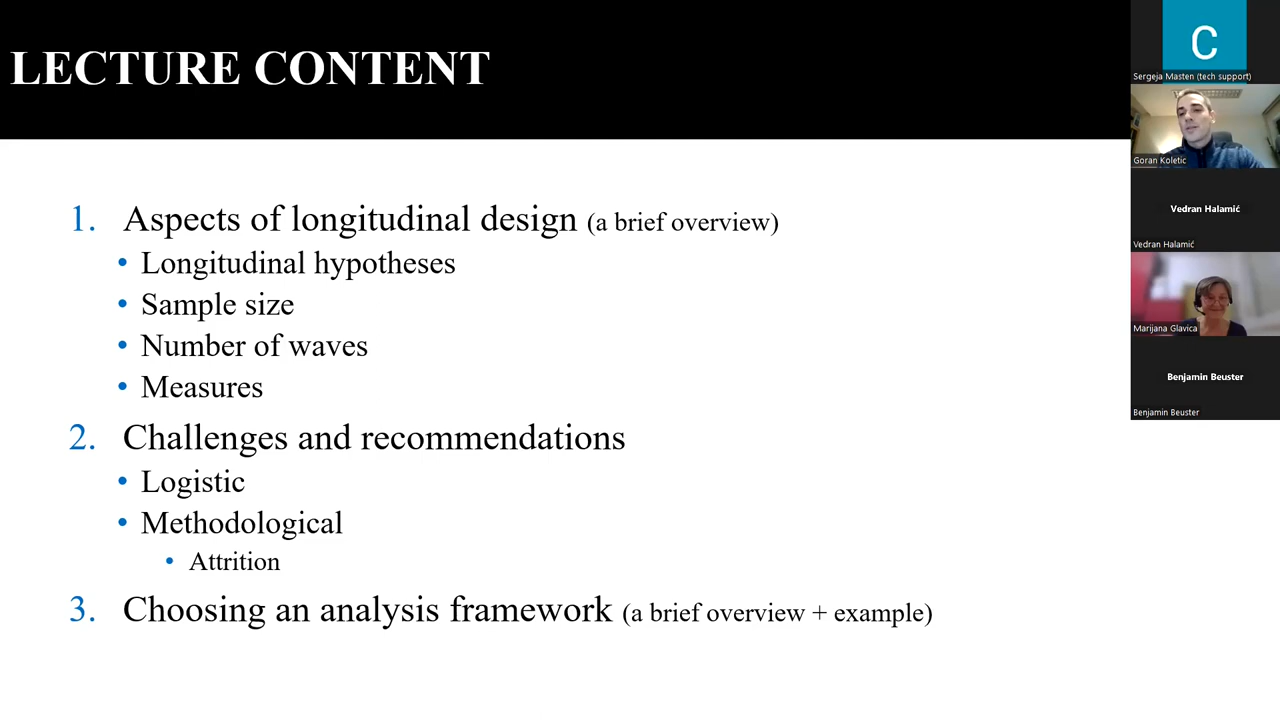 LECTURE CONTENT
1. Aspects of longitudinal design (a brief overview)
• Longitudinal hypotheses
• Sample size
• Number of waves
• Measures
2. Challenges and recommendations
• Logistic
• Methodological
• Attrition
3. Choosing an analysis framework (a brief overview + example)
C
Sergeja Masten (tech support)
Goran Koletic
Vedran Halamić
Vedran Halamić
Marijana Glavica
Benjamin Beuster
Benjamin Beuster